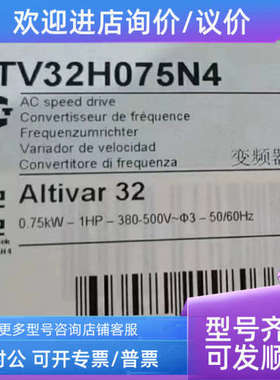 欢迎进店询价/议价
TV32H075N4
AC speed drive
Convertisseur de fréquence
Frequenzumrichter
Variador de velocidad
Convertitore di frequenza
变频器
Altivar 32
0.75kW - 1HP - 380-500V~Φ3 - 50/60Hz
更多型号咨询店铺客服
型号齐
对公 可开专票/普票
可发顺